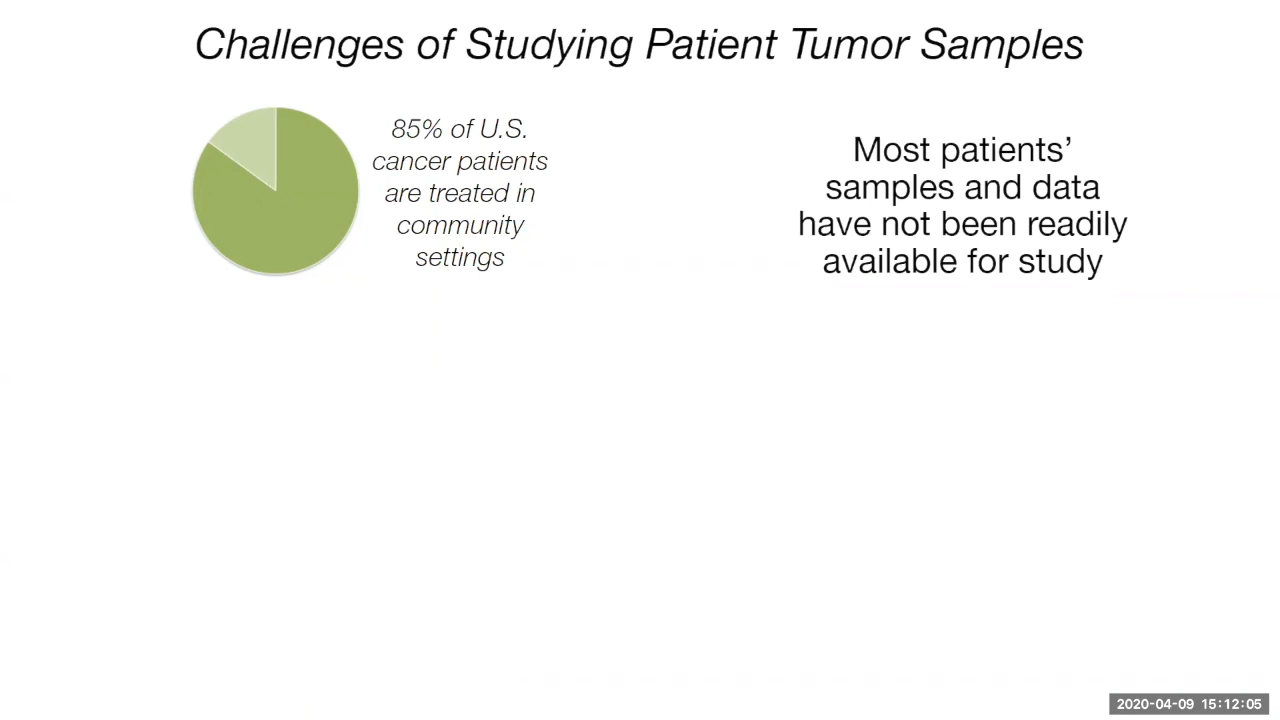 Challenges of Studying Patient Tumor Samples
85% of U.S.
cancer patients
are treated in
community
settings
Most patients’
samples and data
have not been readily
available for study
2020-04-09 15:12:05